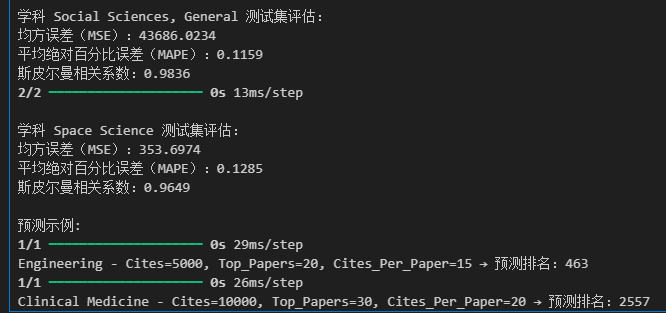 学科 Social Sciences, General 测试集评估:
均方误差（MSE）: 43686.0234
平均绝对百分比误差（MAPE）: 0.1159
斯皮尔曼相关系数: 0.9836
2/2 ━━━━━━━━━━━━━━━━━━━━ 0s 13ms/step
学科 Space Science 测试集评估:
均方误差（MSE）: 353.6974
平均绝对百分比误差（MAPE）: 0.1285
斯皮尔曼相关系数: 0.9649
预测示例:
1/1 ━━━━━━━━━━━━━━━━━━━━ 0s 29ms/step
Engineering - Cites=5000, Top_Papers=20, Cites_Per_Paper=15 → 预测排名: 463
1/1 ━━━━━━━━━━━━━━━━━━━━ 0s 26ms/step
Clinical Medicine - Cites=10000, Top_Papers=30, Cites_Per_Paper=20 → 预测排名: 2557